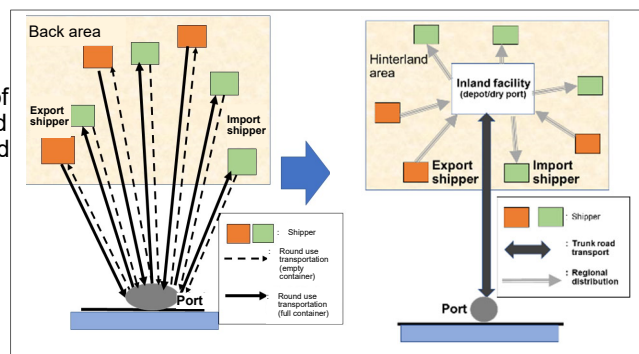 of
d
d
Back area
Export
shipper
Import
shipper
Port
: Shipper
: Round use
transportation
(empty
container)
: Round use
transportation
(full container)
Hinterland
area
Inland facility
(depot/dry port)
Export
shipper
Import
shipper
: Shipper
: Trunk road
transport
: Regional
distribution
Port